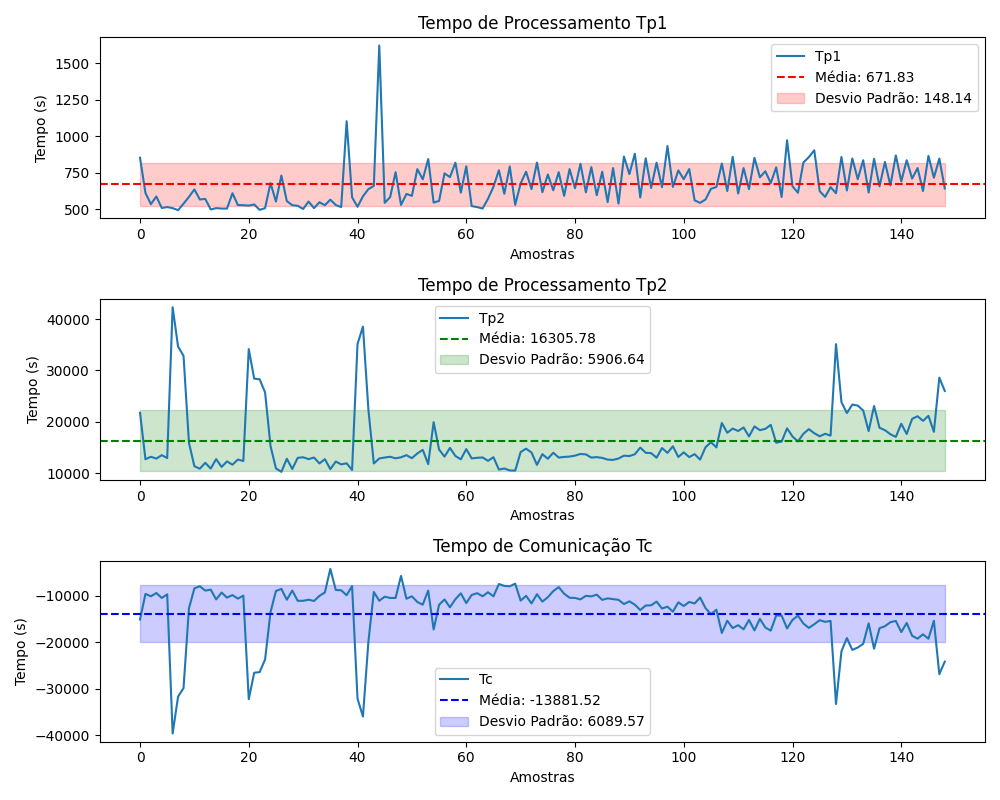 Tempo de Processamento Tp1
1500
1250
1000
750
500
Tempo (s)
Tp1
Média: 671.83
Desvio Padrão: 148.14
0 20 40 60 80 100 120 140
Amostras
Tempo de Processamento Tp2
40000
30000
20000
10000
Tempo (s)
Tp2
Média: 16305.78
Desvio Padrão: 5906.64
0 20 40 60 80 100 120 140
Amostras
Tempo de Comunicação Tc
−10000
−20000
−30000
−40000
Tempo (s)
Tc
Média: -13881.52
Desvio Padrão: 6089.57
0 20 40 60 80 100 120 140
Amostras